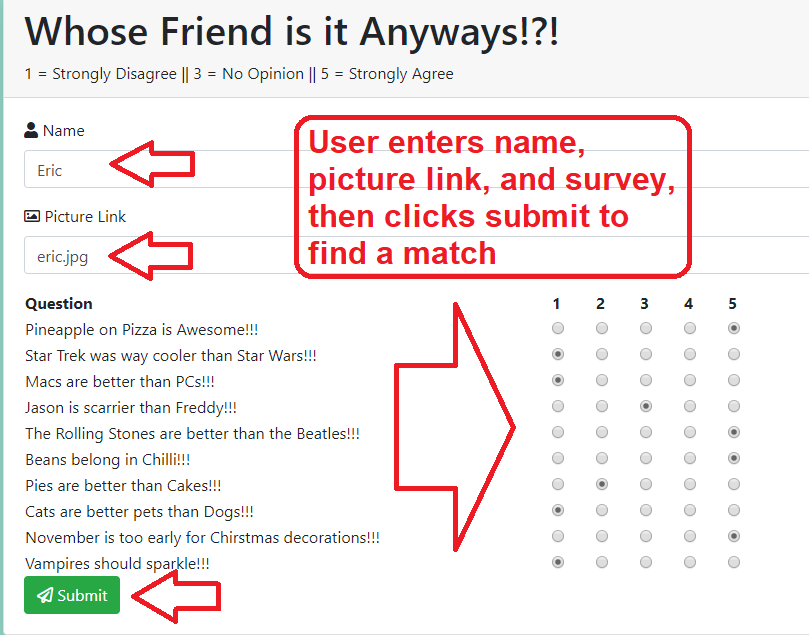 Whose Friend is it Anyways!?!
1 = Strongly Disagree || 3 = No Opinion || 5 = Strongly Agree
Name
Eric
User enters name,
picture link, and survey,
then clicks submit to
find a match
Picture Link
eric.jpg
Question 1 2 3 4 5
Pineapple on Pizza is Awesome!!!
Star Trek was way cooler than Star Wars!!!
Macs are better than PCs!!!
Jason is scarrier than Freddy!!!
The Rolling Stones are better than the Beatles!!!
Beans belong in Chilli!!!
Pies are better than Cakes!!!
Cats are better pets than Dogs!!!
November is too early for Chirstmas decorations!!!
Vampires should sparkle!!!
Submit